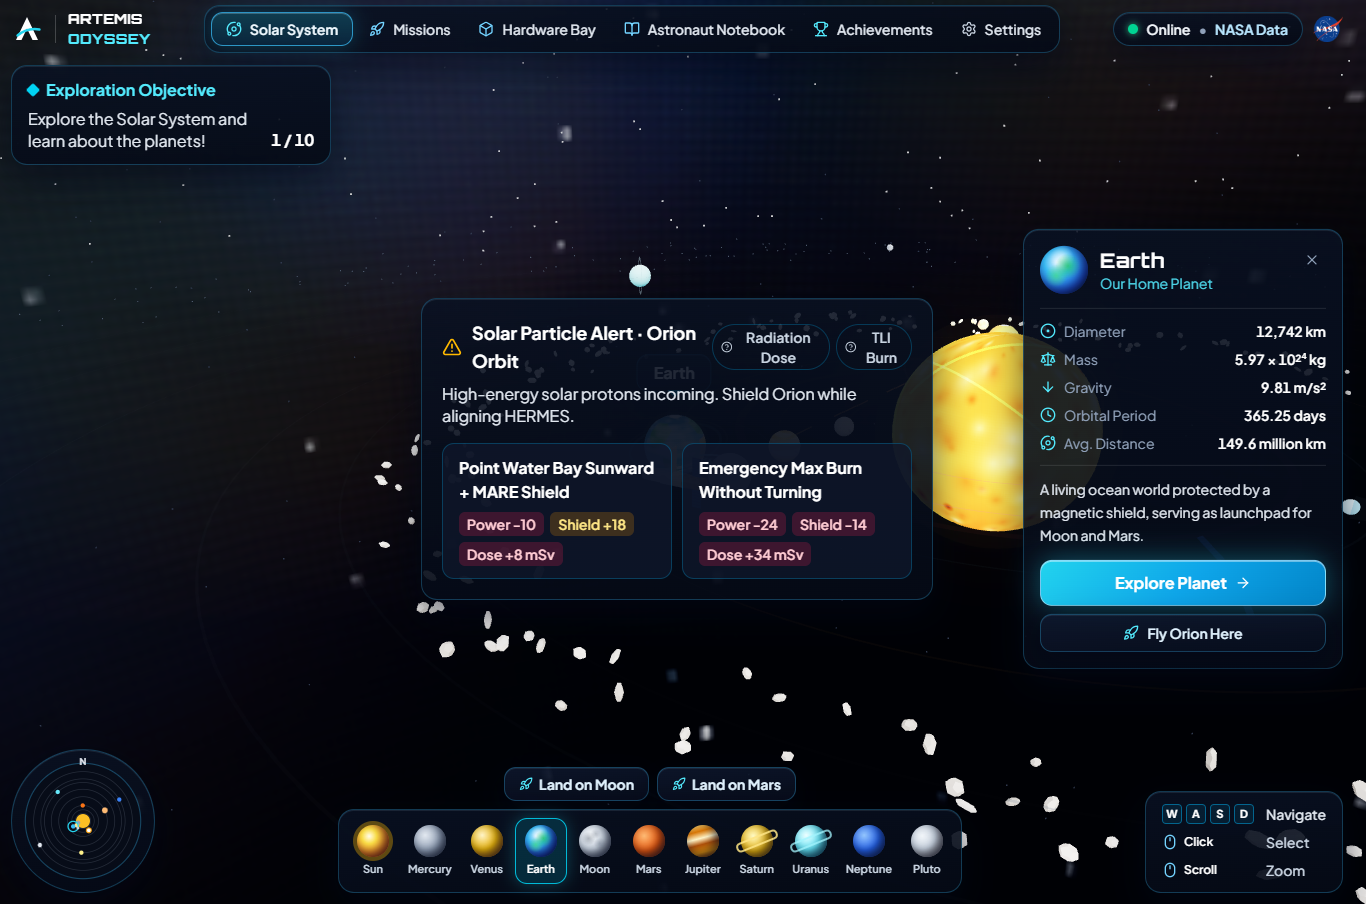 ARTEMIS
ODYSSEY
Solar System
Missions
Hardware Bay
Astronaut Notebook
Achievements
Settings
Online • NASA Data
NASA
Exploration Objective
Explore the Solar System and
learn about the planets!
1 / 10
Solar Particle Alert · Orion
Orbit
Radiation
Dose
TLI
Burn
Earth
High-energy solar protons incoming. Shield Orion while
aligning HERMES.
Point Water Bay Sunward
+ MARE Shield
Power -10
Shield +18
Dose +8 mSv
Emergency Max Burn
Without Turning
Power -24
Shield -14
Dose +34 mSv
Earth
Our Home Planet
Diameter 12,742 km
Mass 5.97 × 10²⁴ kg
Gravity 9.81 m/s²
Orbital Period 365.25 days
Avg. Distance 149.6 million km
A living ocean world protected by a
magnetic shield, serving as launchpad for
Moon and Mars.
Explore Planet →
Fly Orion Here
N
Land on Moon
Land on Mars
Sun
Mercury
Venus
Earth
Moon
Mars
Jupiter
Saturn
Uranus
Neptune
Pluto
W A S D Navigate
Click Select
Scroll Zoom